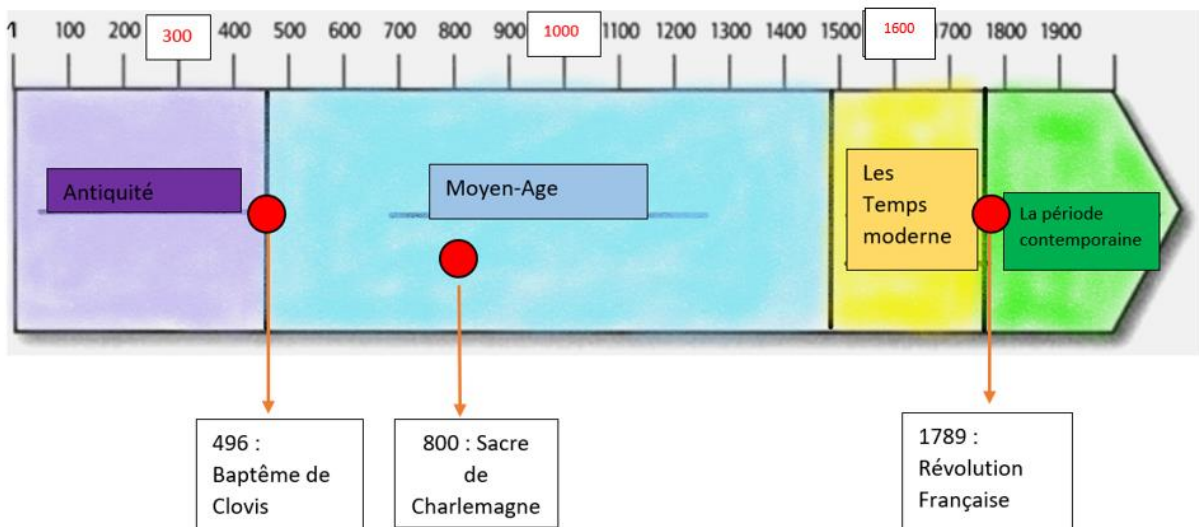 1 100 200 300 400 500 600 700 800 900 1000 1100 1200 1300 1400 1500 1600 1700 1800 1900
Antiquité
Moyen-Age
Les
Temps
moderne
La période
contemporaine
496 :
Baptême de
Clovis
800 : Sacre
de
Charlemagne
1789 :
Révolution
Française